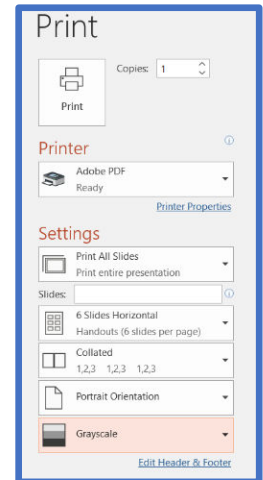 Print
Copies: 1
Print
Printer
Adobe PDF
Ready
Printer Properties
Settings
Print All Slides
Print entire presentation
Slides:
6 Slides Horizontal
Handouts (6 slides per page)
Collated
1,2,3 1,2,3 1,2,3
Portrait Orientation
Grayscale
Edit Header & Footer